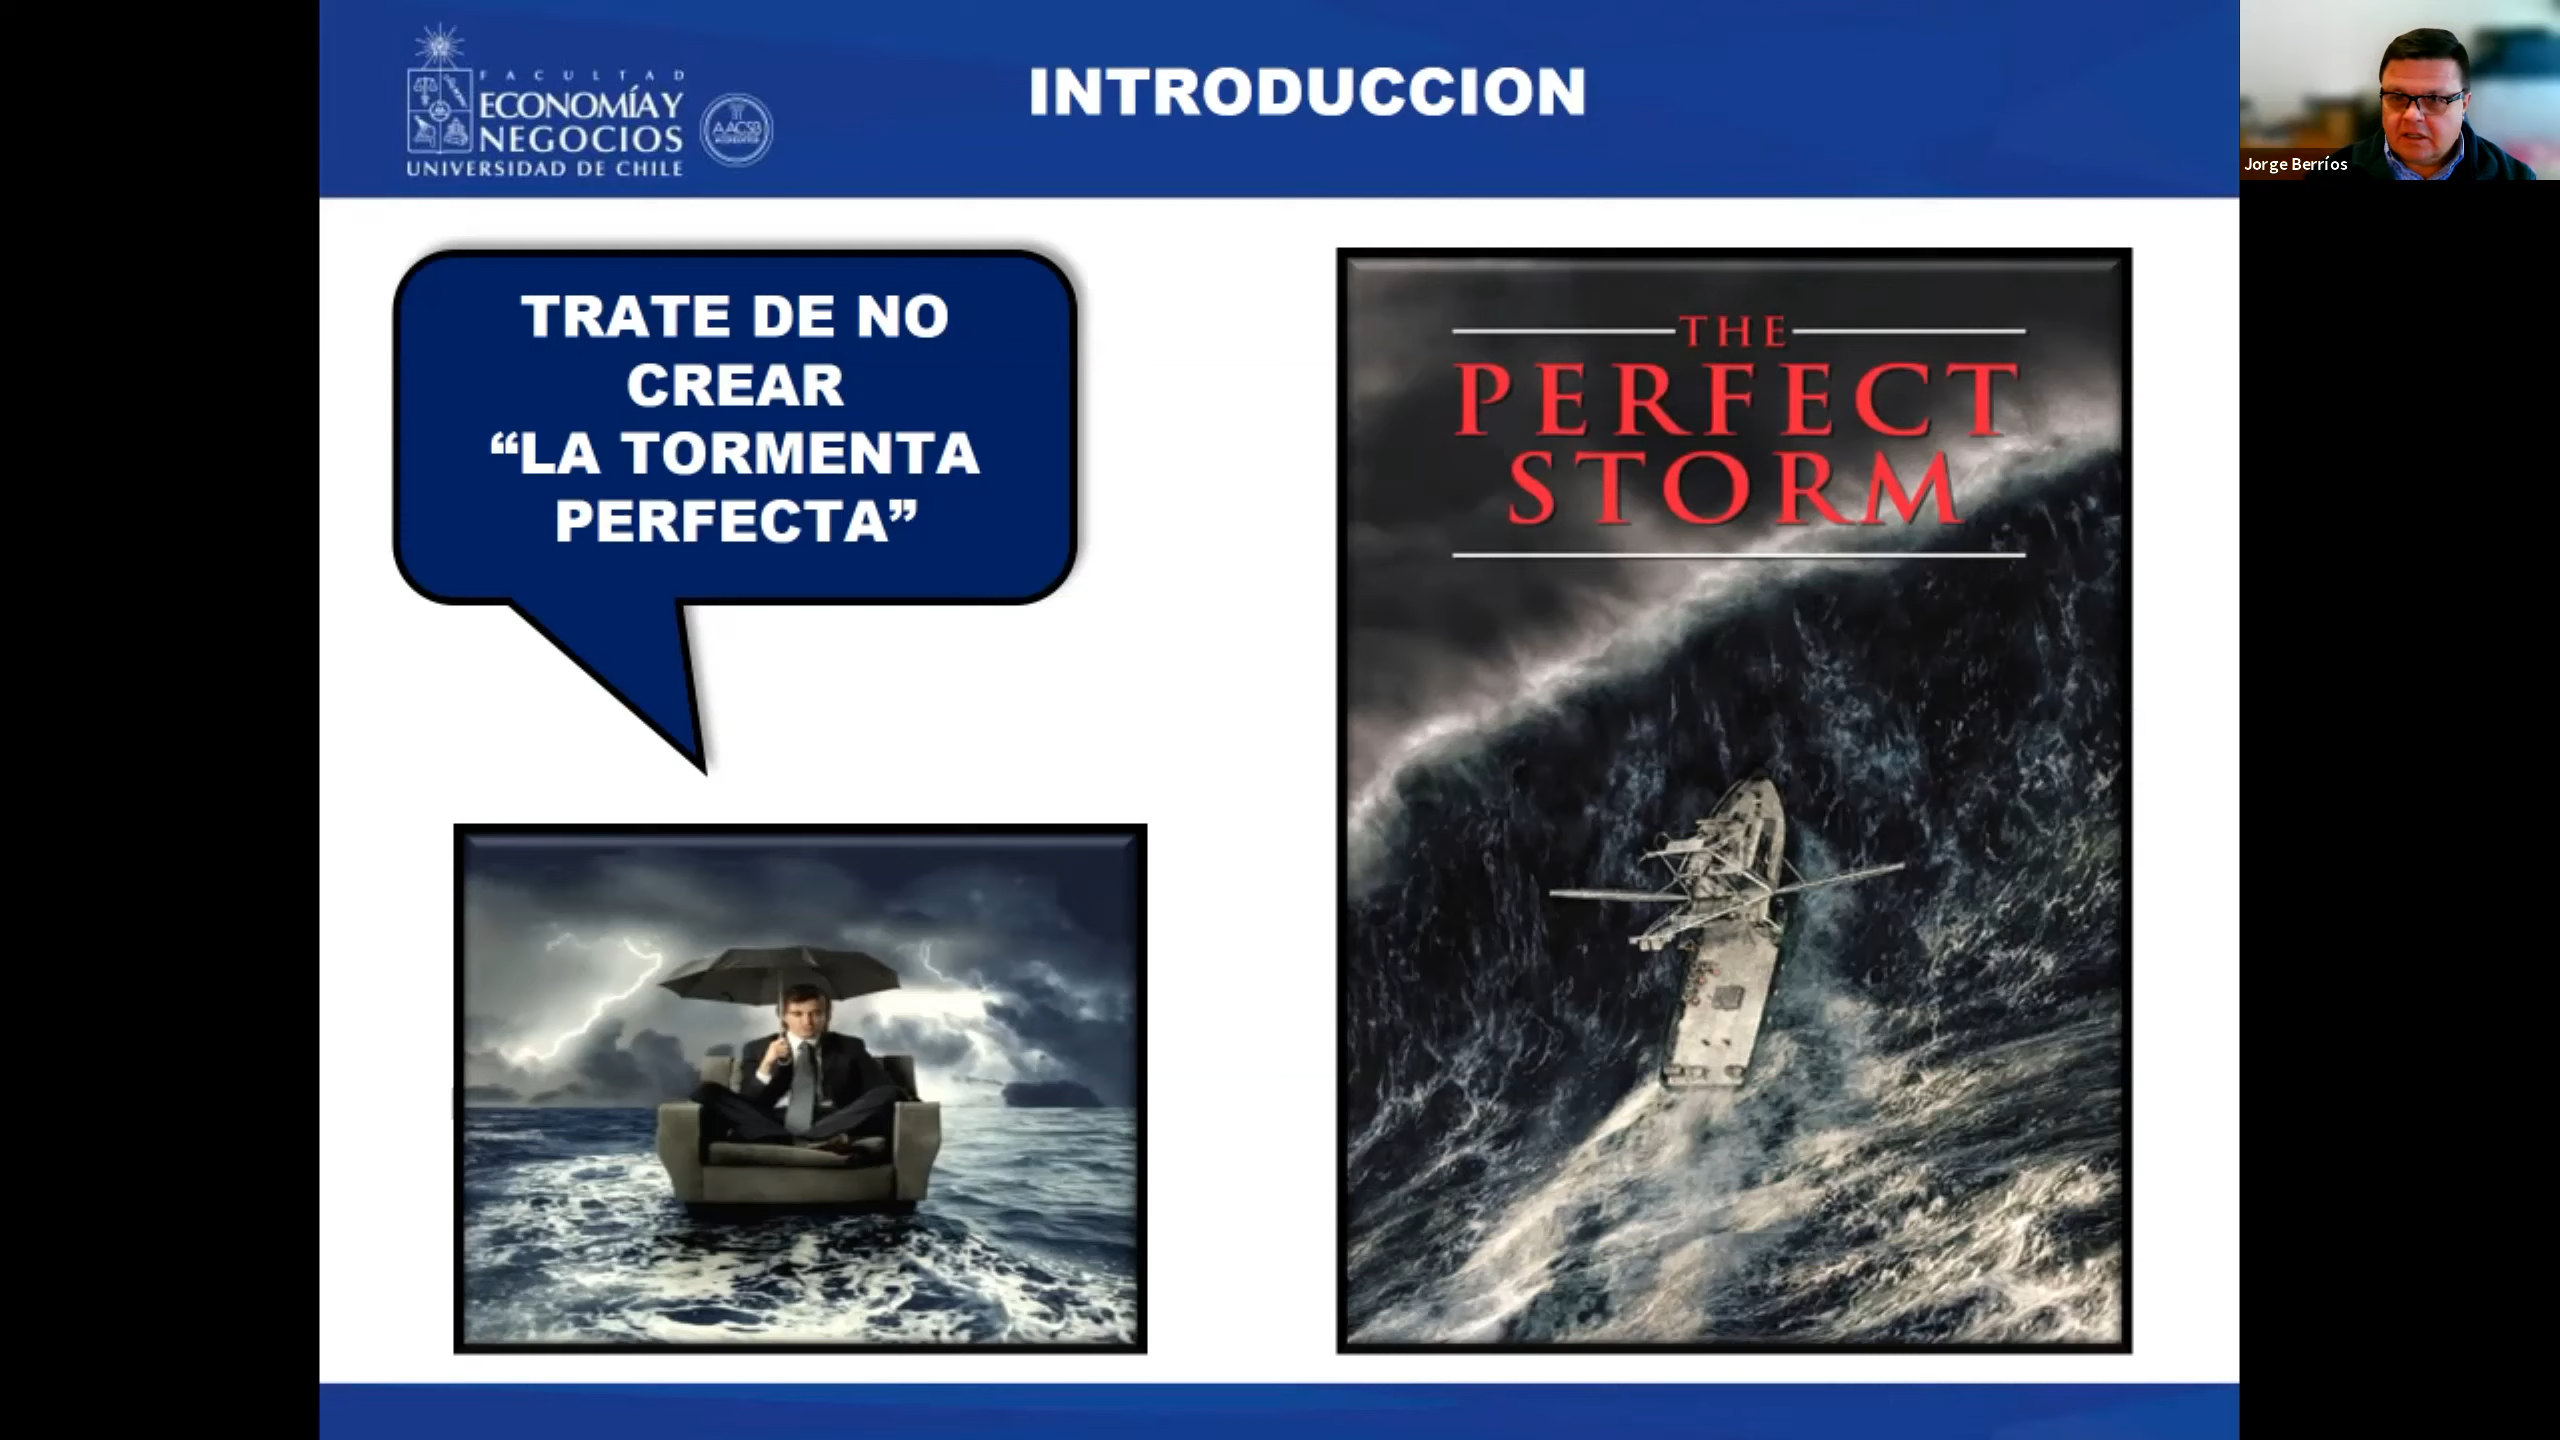 FACULTAD
ECONOMÍA Y
NEGOCIOS
UNIVERSIDAD DE CHILE
AACSB
INTRODUCCION
Jorge Berríos
TRATE DE NO
CREAR
“LA TORMENTA
PERFECTA”
THE
PERFECT
STORM